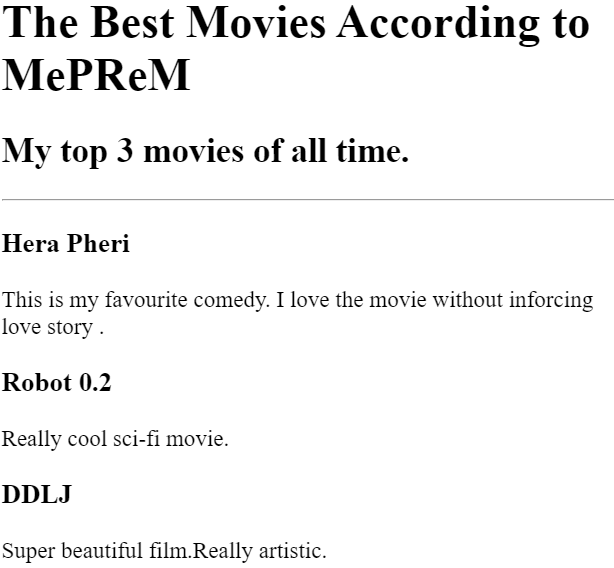 The Best Movies According to
MePReM
My top 3 movies of all time.
Hera Pheri
This is my favourite comedy. I love the movie without inforcing
love story .
Robot 0.2
Really cool sci-fi movie.
DDLJ
Super beautiful film.Really artistic.